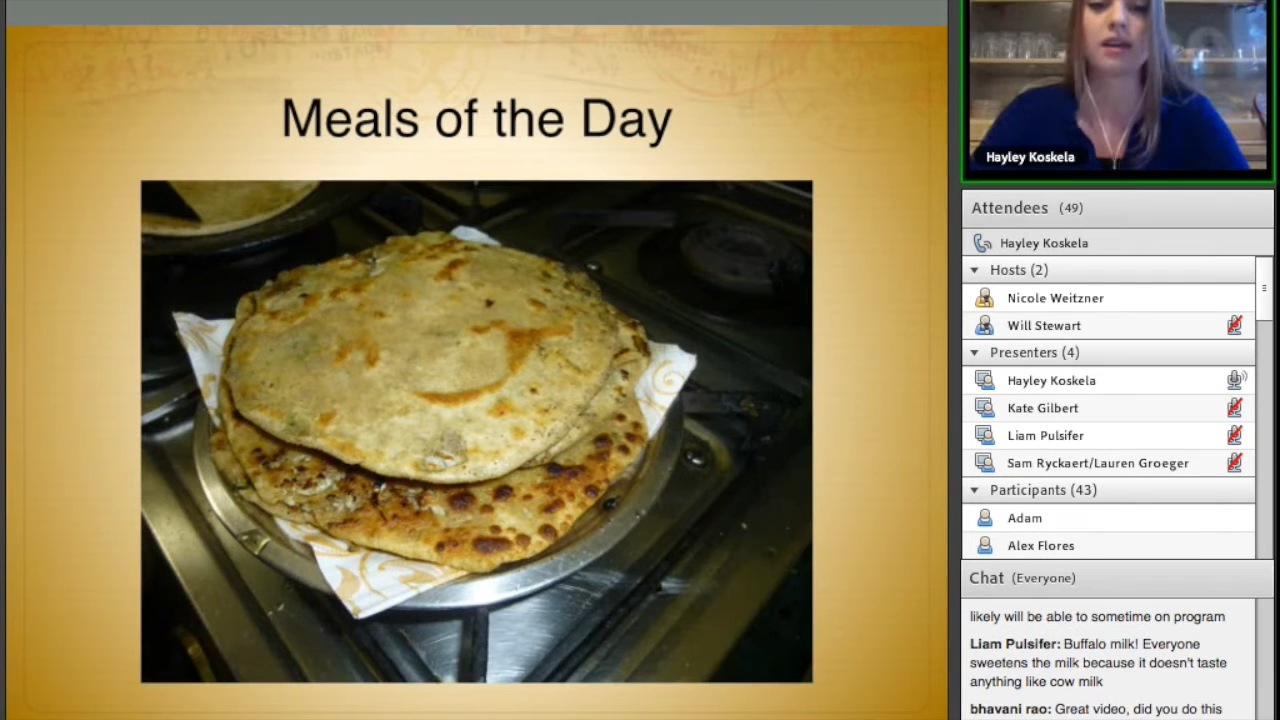 Meals of the Day
Hayley Koskela
Attendees (49)
Hayley Koskela
Hosts (2)
Nicole Weitzner
Will Stewart
Presenters (4)
Hayley Koskela
Kate Gilbert
Liam Pulsifer
Sam Ryckaert/Lauren Groeger
Participants (43)
Adam
Alex Flores
Chat (Everyone)
likely will be able to sometime on program
Liam Pulsifer: Buffalo milk! Everyone
sweetens the milk because it doesn't taste
anything like cow milk
bhavani rao: Great video, did you do this